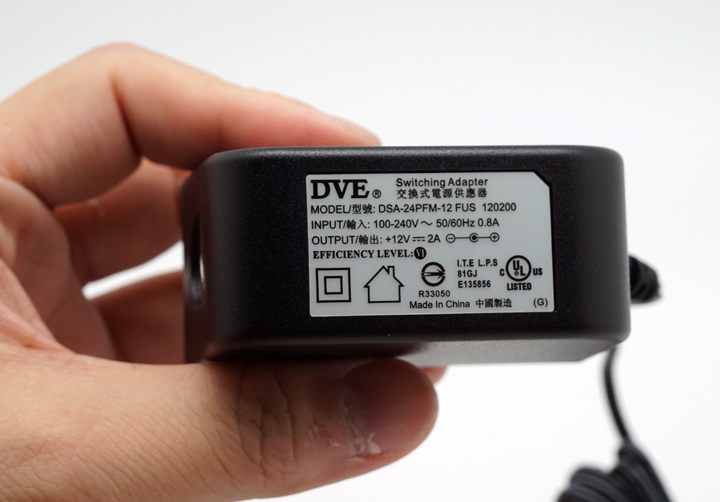 DVE® Switching Adapter
交換式電源供應器
MODEL/型號: DSA-24PFM-12 FUS 120200
INPUT/輸入: 100-240V ～ 50/60Hz 0.8A
OUTPUT/輸出: +12V ⎓ 2A
EFFICIENCY LEVEL: VI
R33050
I.T.E L.P.S
81GJ
E135856
C UL US
LISTED
Made In China 中國製造 (G)